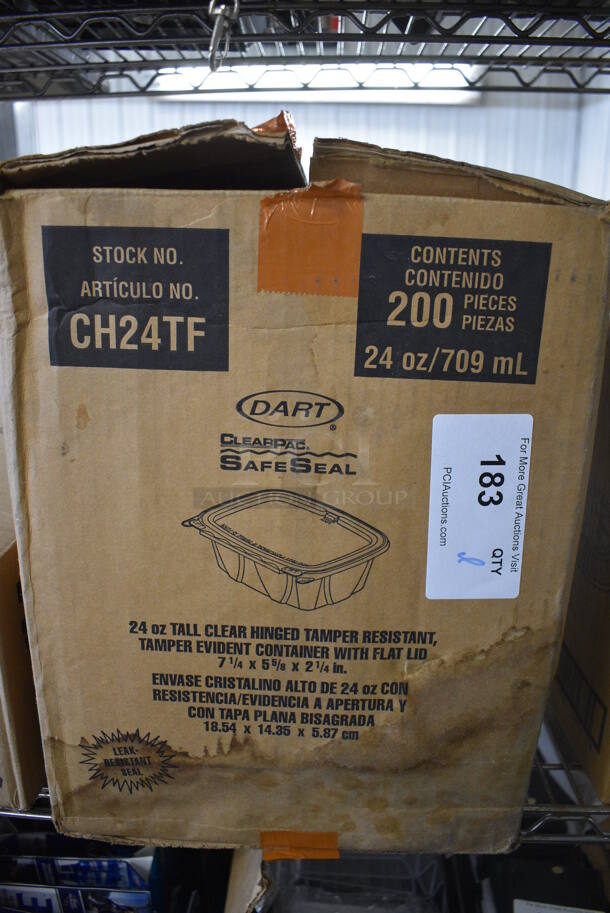 STOCK NO.
ARTÍCULO NO.
CH24TF
CONTENTS
CONTENIDO
200 PIECES
PIEZAS
24 oz/709 mL
DART®
CLEARPAC®
SAFESEAL
AUCTION GROUP
For More Great Auctions Visit
183
QTY
PCIAuctions.com
24 oz TALL CLEAR HINGED TAMPER RESISTANT,
TAMPER EVIDENT CONTAINER WITH FLAT LID
7 1/4 x 5 5/8 x 2 1/4 in.
ENVASE CRISTALINO ALTO DE 24 oz CON
RESISTENCIA/EVIDENCIA A APERTURA Y
CON TAPA PLANA BISAGRADA
18.54 x 14.35 x 5.87 cm
LEAK-
RESISTANT
SEAL